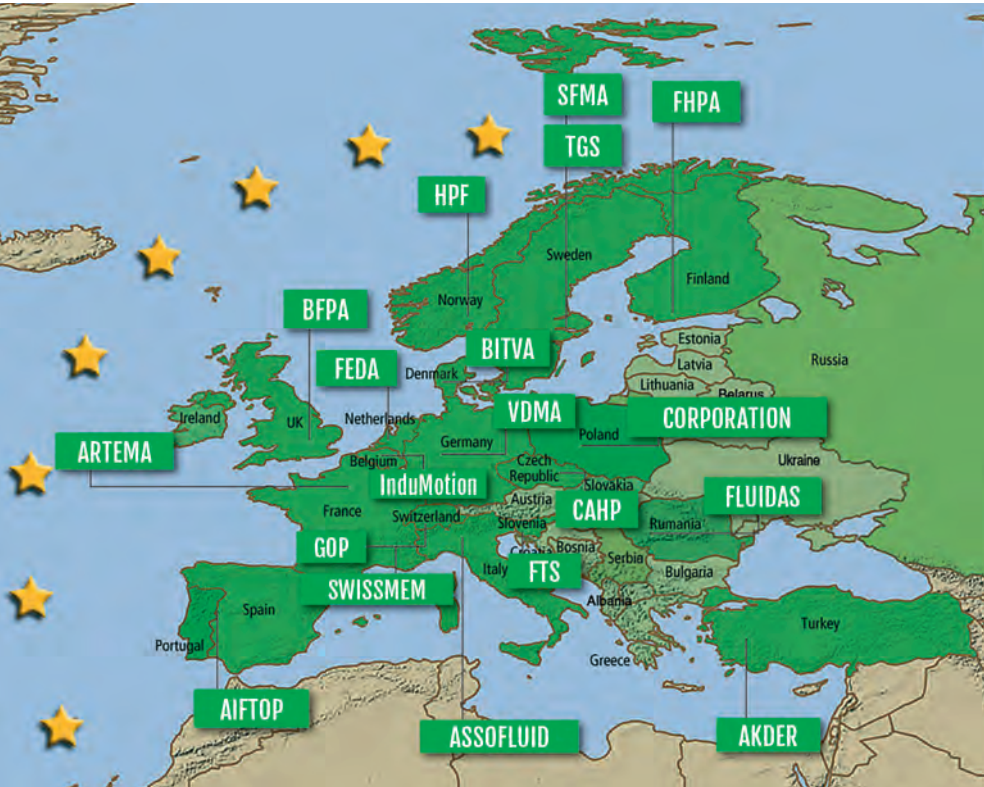 SFMA
FHPA
TGS
HPF
Sweden
Finland
Norway
BFPA
Estonia
BITVA
Latvia
Russia
FEDA
Denmark
Lithuania
Belarus
VDMA
CORPORATION
Ireland
UK
Netherlands
Germany
Poland
ARTEMA
Belgium
Czech
Republic
Ukraine
InduMotion
Slovakia
FLUIDAS
Austria
France
Switzerland
CAHP
Slovenia
Rumania
GOP
Croatia
Bosnia
Serbia
Italy
FTS
Bulgaria
SWISSMEM
Albania
Spain
Turkey
Portugal
Greece
AIFTOP
ASSOFLUID
AKDER